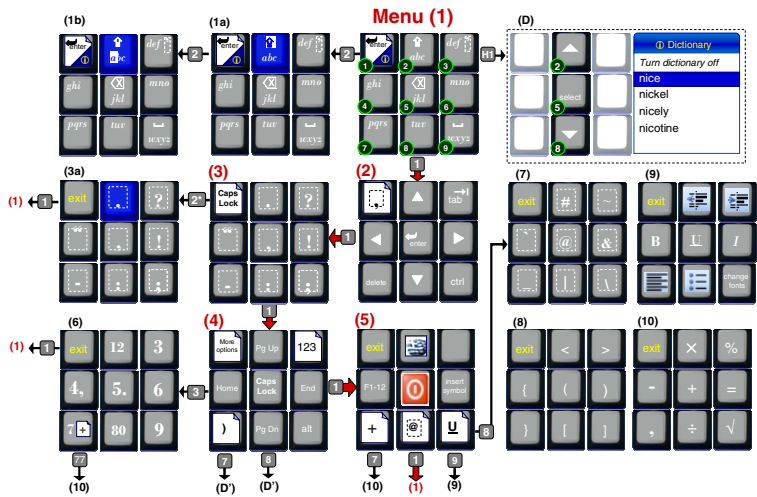 (1b)
(1a)
Menu (1)
(D)
enter
abc
def
2
enter
abc
def
2
enter
abc
def
H1
1
2
3
2
Dictionary
Turn dictionary off
ghi
jkl
mno
ghi
jkl
mno
ghi
jkl
mno
4
5
6
select
5
nice
nickel
nicely
nicotine
pqrs
tuv
wxyz
pqrs
tuv
wxyz
pqrs
tuv
wxyz
7
8
9
8
1
(3a)
(3)
(2)
(7)
(9)
(1)
1
exit
.
?
2*
Caps
Lock
.
?
,
tab
exit
#
~
exit
“
,
!
“
,
!
1
enter
`
@
&
B
U
I
-
:
;
-
:
;
delete
ctrl
_
|
\
change
fonts
1
(6)
(4)
(5)
(8)
(10)
(1)
1
exit
12
3
More
options
Pg Up
123
exit
exit
<
>
exit
×
%
4,
5.
6
3
Home
Caps
Lock
End
1
F1-12
insert
symbol
{
(
)
-
+
=
7
+
80
9
)
Pg Dn
alt
+
@
U
8
}
[
]
,
÷
√
77
7
8
7
1
9
(10)
(D')
(D')
(10)
(1)
(9)